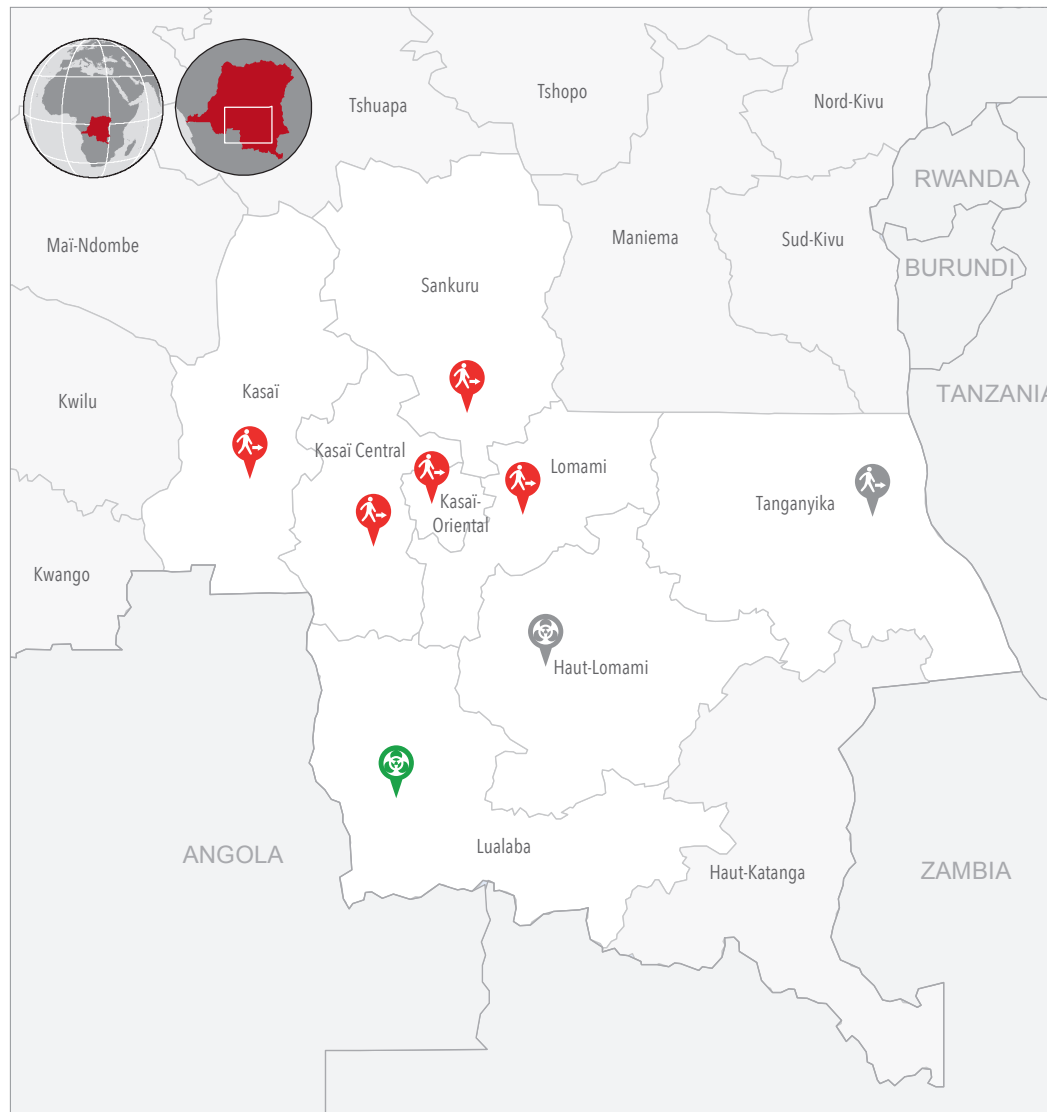 Tshuapa
Tshopo
Nord-Kivu
RWANDA
Maï-Ndombe
Maniema
Sud-Kivu
BURUNDI
Sankuru
Kwilu
Kasaï
TANZANIA
Kasaï Central
Lomami
Kasaï-
Oriental
Tanganyika
Kwango
Haut-Lomami
ANGOLA
Lualaba
Haut-Katanga
ZAMBIA